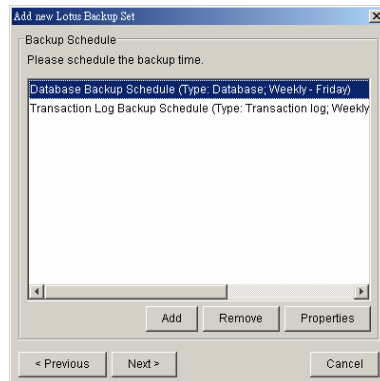 Add new Lotus Backup Set
Backup Schedule
Please schedule the backup time.
Database Backup Schedule (Type: Database; Weekly - Friday)
Transaction Log Backup Schedule (Type: Transaction log; Weekly
Add Remove Properties
< Previous Next > Cancel